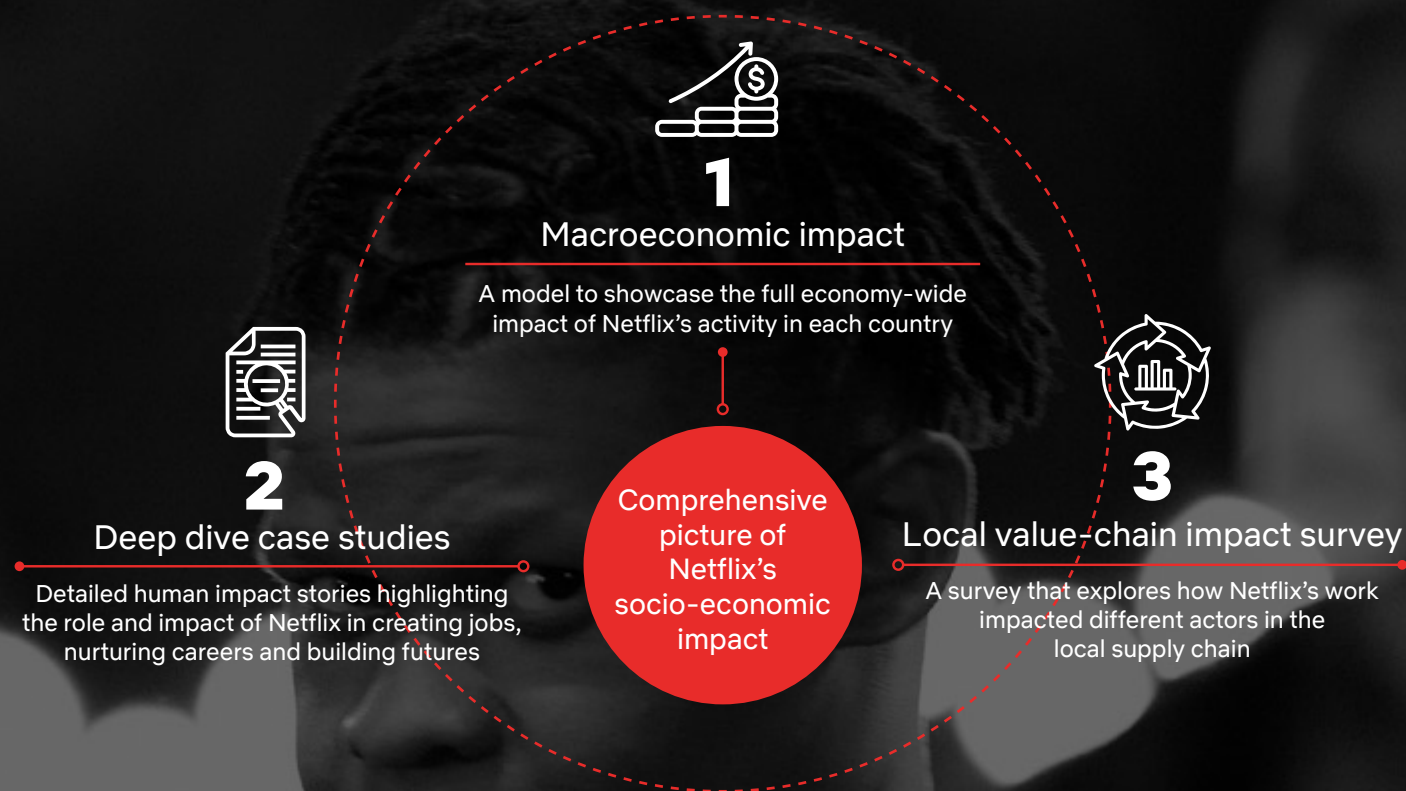 1
Macroeconomic impact
A model to showcase the full economy-wide
impact of Netflix’s activity in each country
2
Deep dive case studies
Detailed human impact stories highlighting
the role and impact of Netflix in creating jobs,
nurturing careers and building futures
Comprehensive
picture of
Netflix’s
socio-economic
impact
3
Local value-chain impact survey
A survey that explores how Netflix’s work
impacted different actors in the
local supply chain